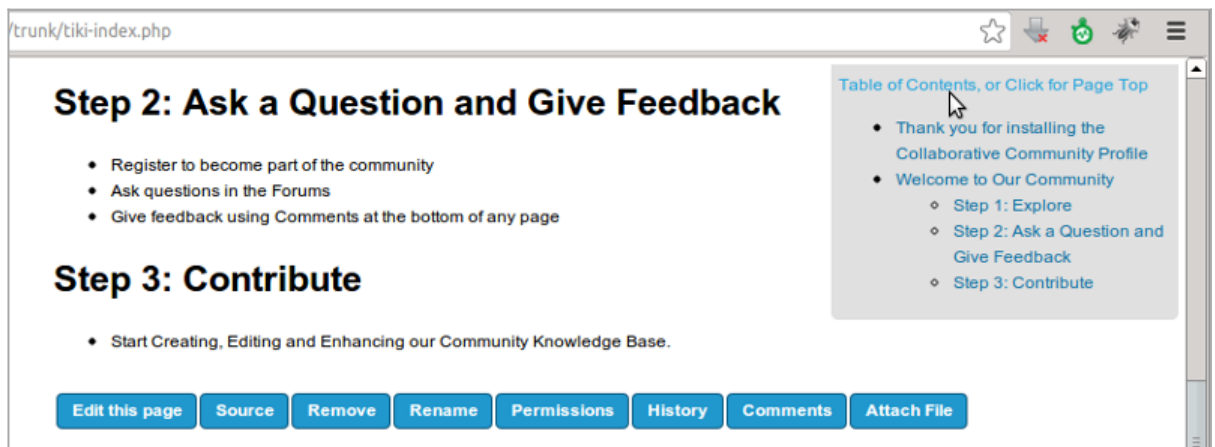 /trunk/tiki-index.php
Step 2: Ask a Question and Give Feedback
Register to become part of the community
Ask questions in the Forums
Give feedback using Comments at the bottom of any page
Step 3: Contribute
Start Creating, Editing and Enhancing our Community Knowledge Base.
Edit this page Source Remove Rename Permissions History Comments Attach File
Table of Contents, or Click for Page Top
Thank you for installing the
Collaborative Community Profile
Welcome to Our Community
Step 1: Explore
Step 2: Ask a Question and
Give Feedback
Step 3: Contribute